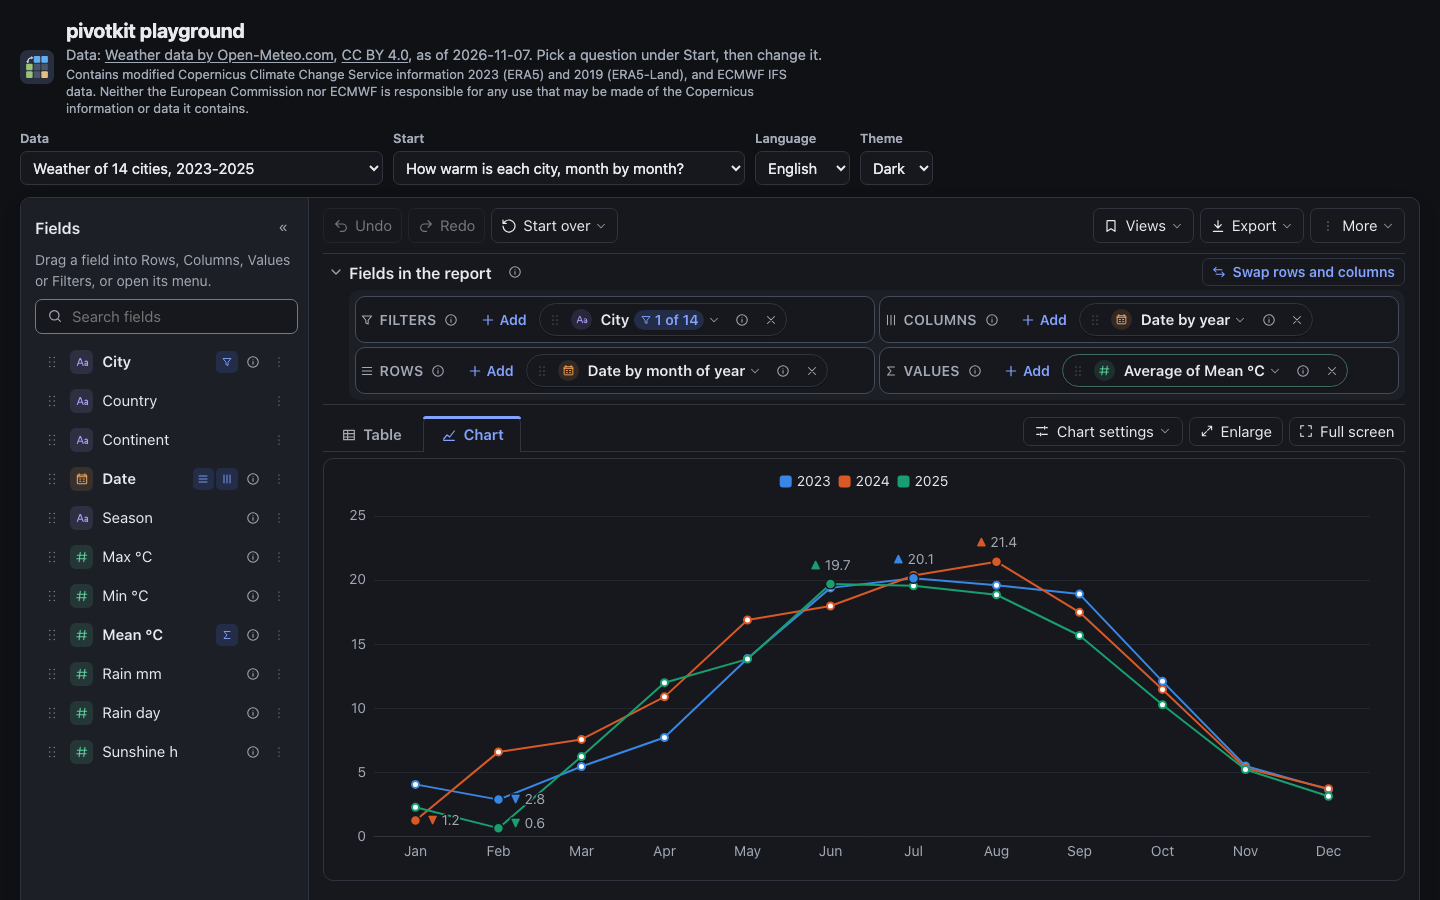 pivotkit playground
Data: Weather data by Open-Meteo.com, CC BY 4.0, as of 2026-11-07. Pick a question under Start, then change it.
Contains modified Copernicus Climate Change Service information 2023 (ERA5) and 2019 (ERA5-Land), and ECMWF IFS
data. Neither the European Commission nor ECMWF is responsible for any use that may be made of the Copernicus
information or data it contains.
Data Start Language Theme
Weather of 14 cities, 2023-2025 How warm is each city, month by month? English Dark
Fields «
Drag a field into Rows, Columns, Values
or Filters, or open its menu.
Search fields
Aa City
Aa Country
Aa Continent
Date
Aa Season
# Max °C
# Min °C
# Mean °C Σ
# Rain mm
# Rain day
# Sunshine h
Undo Redo Start over Views Export More
Fields in the report Swap rows and columns
FILTERS + Add Aa City 1 of 14 ×
COLUMNS + Add Date by year ×
ROWS + Add Date by month of year ×
Σ VALUES + Add # Average of Mean °C ×
Table Chart Chart settings Enlarge Full screen
2023 2024 2025
25
20
15
10
5
0
▲ 19.7
▲ 20.1
▲ 21.4
▼ 2.8
▼ 1.2
▼ 0.6
Jan Feb Mar Apr May Jun Jul Aug Sep Oct Nov Dec